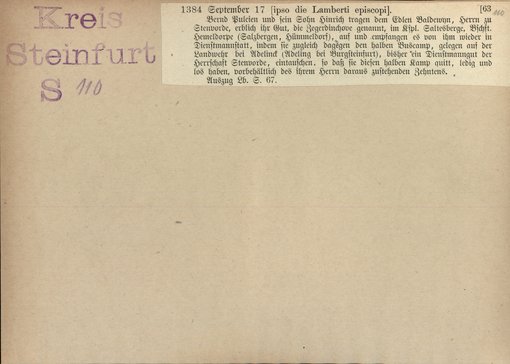 Kreis
Steinfurt
S 110
1384 September 17 [ipso die Lamberti episcopi]. [63
Bernd Puleien und sein Sohn Hinrich tragen dem Edlen Baldewyn, Herrn zu
Stenvorde, erblich ihr Gut, die Zegerdinchove genannt, im Kspl. Saltesberge, Bschft.
Hemeldorpe (Salzbergen, Hümmeldorf), auf und empfangen es von ihm wieder in
Dienstmannstatt, indem sie zugleich dagegen den halben Buscamp, gelegen auf der
Landwehr bei Adelinck (Adeling bei Burgsteinfurt), bisher ein Dienstmanngut der
Herrschaft Stenvorde, eintauschen, so daß sie diesen halben Kamp quitt, ledig und
los haben, vorbehältlich des ihrem Herrn daraus zustehenden Zehntens.
Auszug Lb. S. 67.